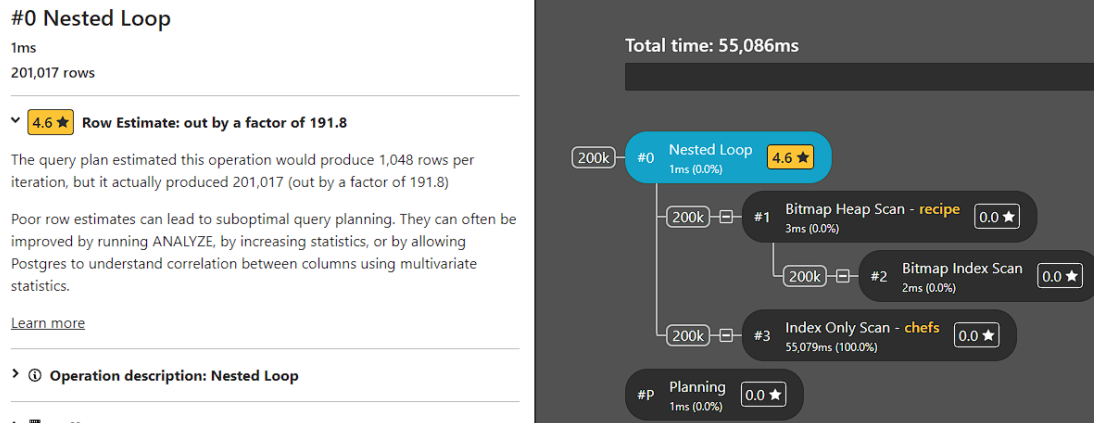 #0 Nested Loop
1ms
201,017 rows
4.6 ★ Row Estimate: out by a factor of 191.8
The query plan estimated this operation would produce 1,048 rows per
iteration, but it actually produced 201,017 (out by a factor of 191.8)
Poor row estimates can lead to suboptimal query planning. They can often be
improved by running ANALYZE, by increasing statistics, or by allowing
Postgres to understand correlation between columns using multivariate
statistics.
Learn more
Operation description: Nested Loop
Total time: 55,086ms
200k #0 Nested Loop 4.6 ★
1ms (0.0%)
200k #1 Bitmap Heap Scan - recipe 0.0 ★
3ms (0.0%)
200k #2 Bitmap Index Scan 0.0 ★
2ms (0.0%)
200k #3 Index Only Scan - chefs 0.0 ★
55,079ms (100.0%)
#P Planning 0.0 ★
1ms (0.0%)